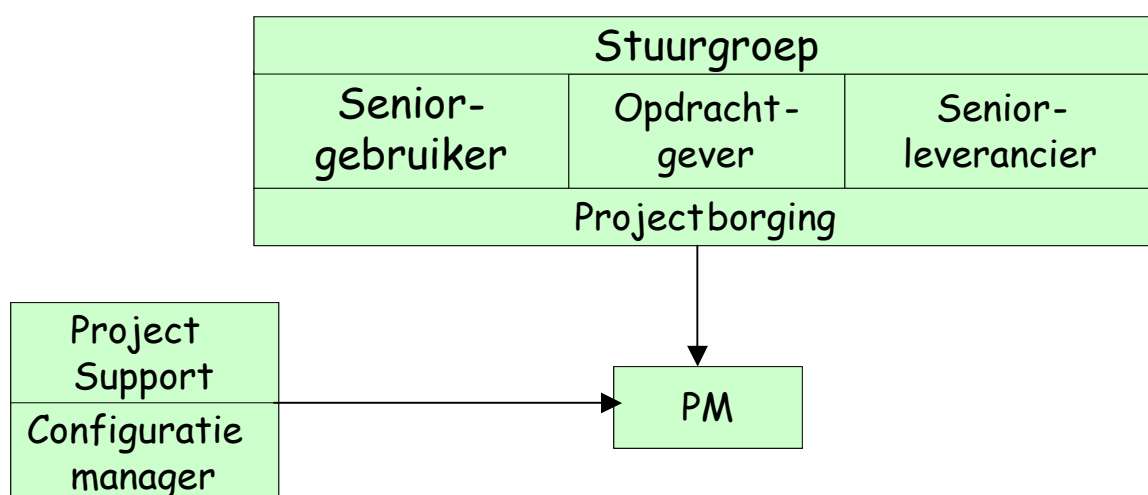 Stuurgroep
Senior-
gebruiker
Opdracht-
gever
Senior-
leverancier
Projectborging
Project
Support
PM
Configuratie
manager